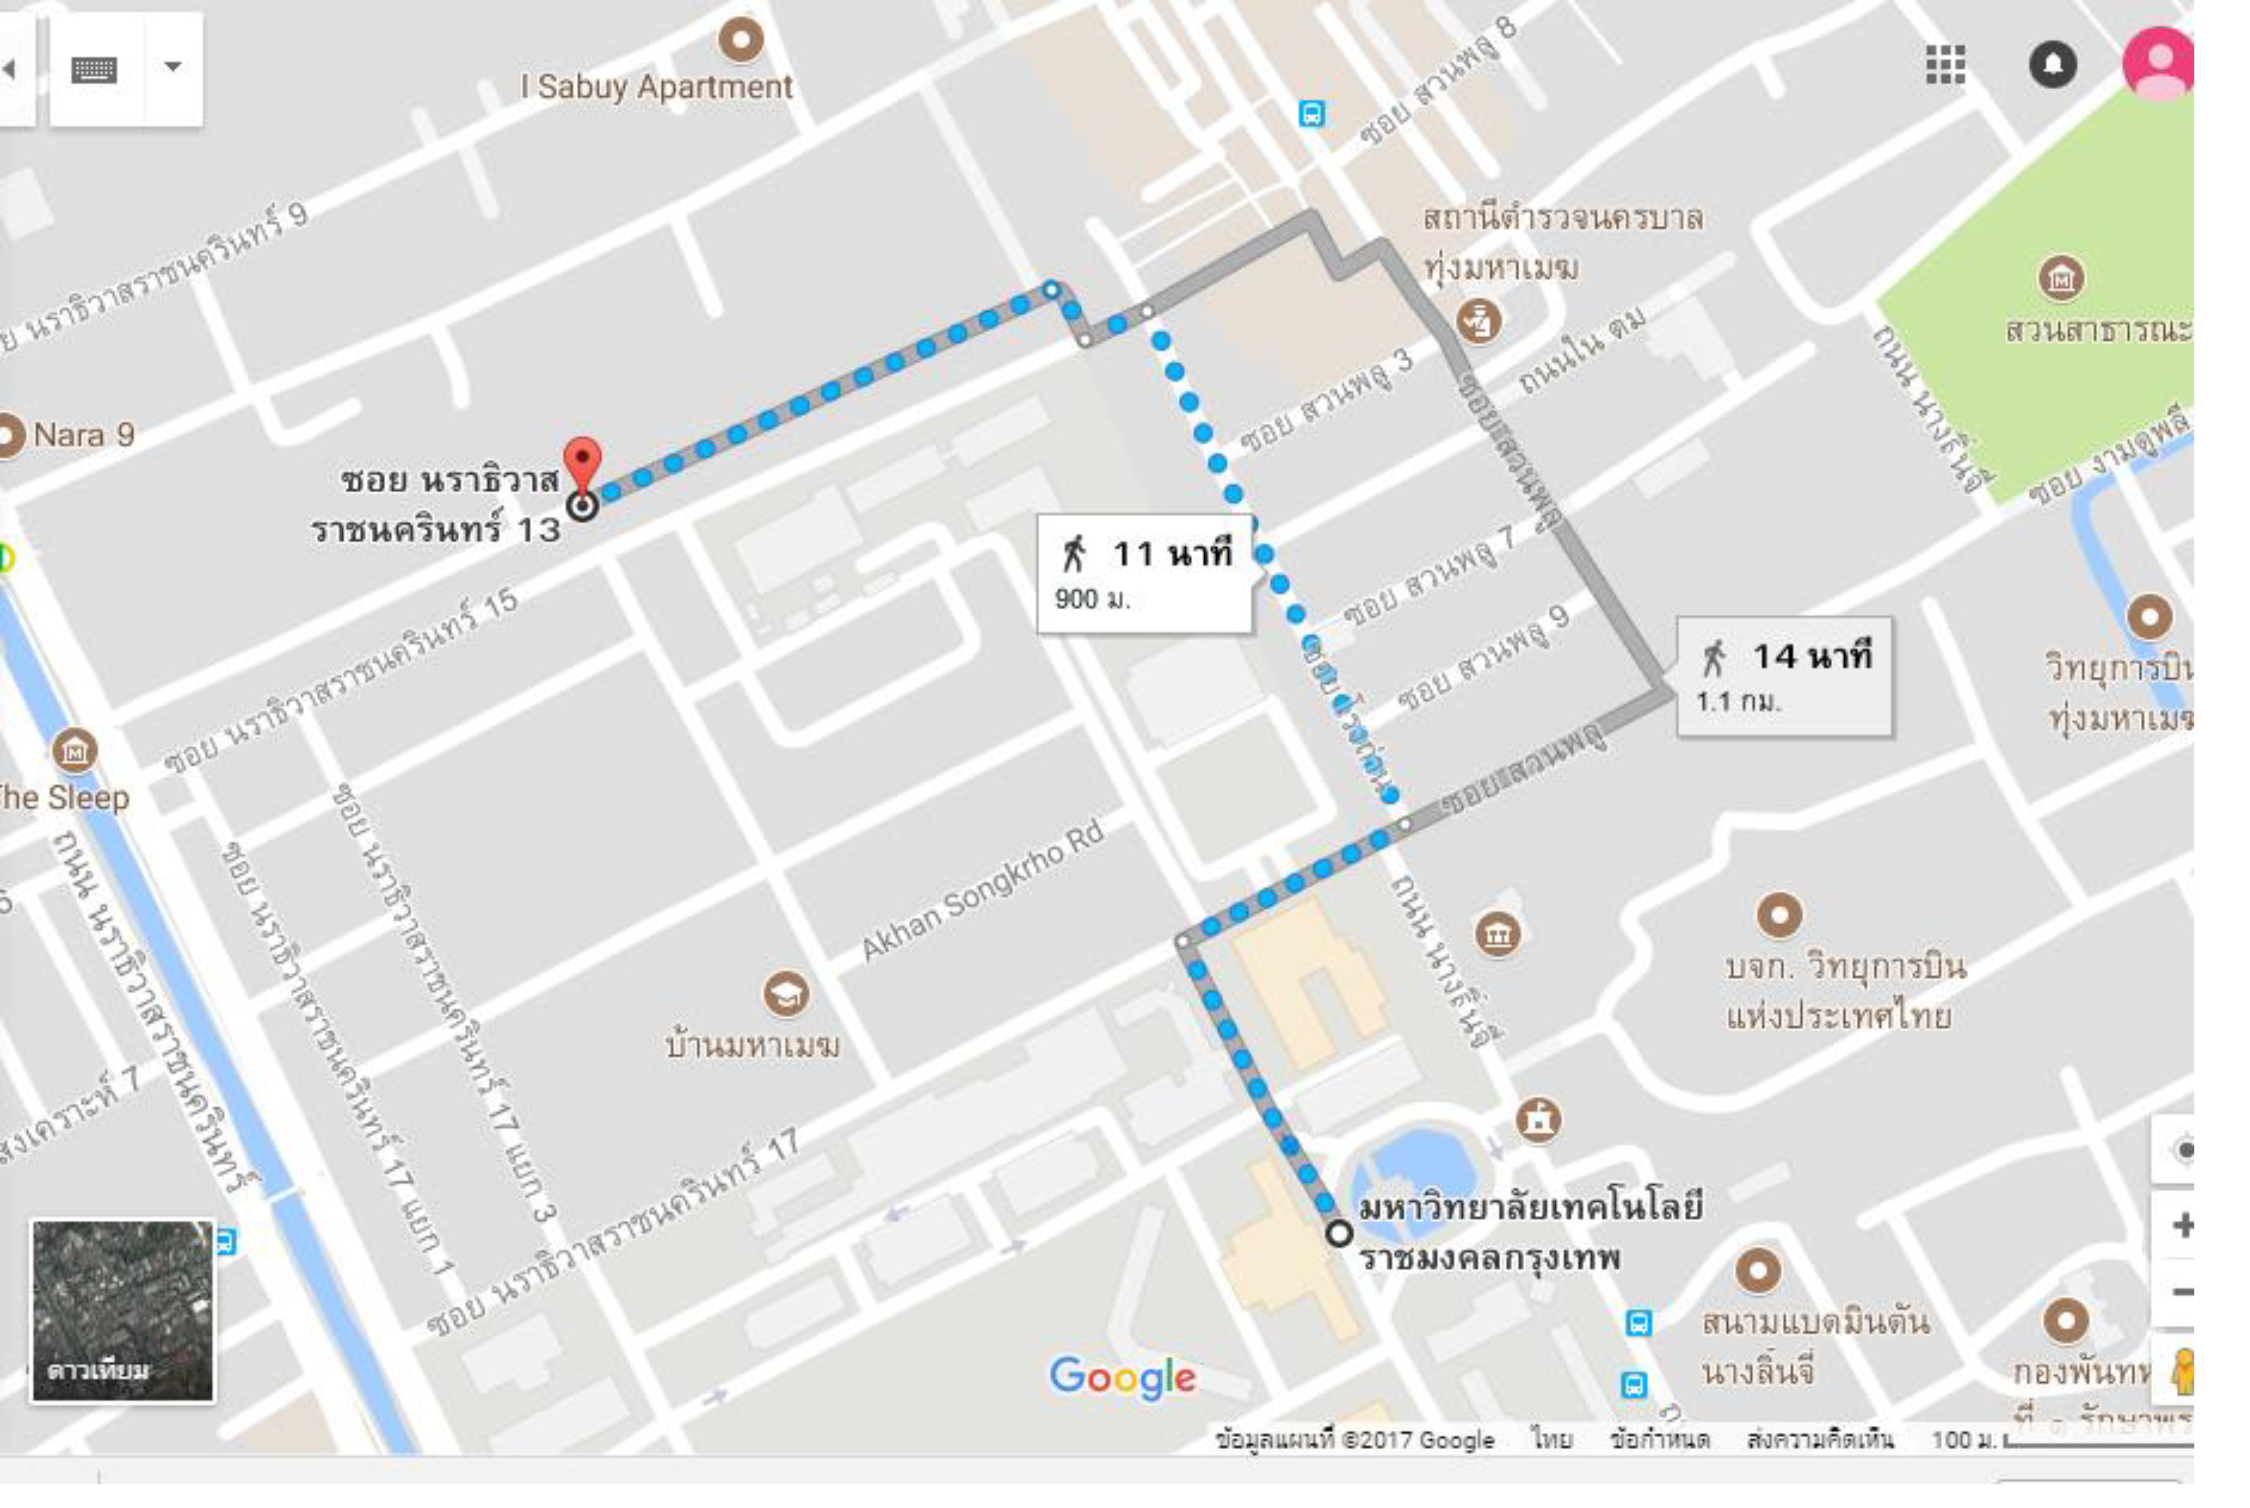 I Sabuy Apartment
ซอย สวนพลู 8
สถานีตำรวจนครบาล
ทุ่งมหาเมฆ
ย นราธิวาสราชนครินทร์ 9
สวนสาธารณะ
ถนนใน ตม
ถนน นางลิ้นจี่
ซอย สวนพลู 3
ซอย สวนพลู
ซอย งามดูพลี
Nara 9
ซอย นราธิวาส
ราชนครินทร์ 13
11 นาที
900 ม.
ซอย สวนพลู 7
ซอย สวนพลู 9
14 นาที
1.1 กม.
ซอย นราธิวาสราชนครินทร์ 15
วิทยุการบิน
ทุ่งมหาเมฆ
ซอย โรงถ่าน
ซอย สวนพลู
The Sleep
Akhan Songkrho Rd
ถนน นราธิวาสราชนครินทร์
ซอย นราธิวาสราชนครินทร์ 17 แยก 1
ซอย นราธิวาสราชนครินทร์ 17 แยก 3
ถนน นางลิ้นจี่
บจก. วิทยุการบิน
แห่งประเทศไทย
บ้านมหาเมฆ
สงเคราะห์ 7
ซอย นราธิวาสราชนครินทร์ 17
มหาวิทยาลัยเทคโนโลยี
ราชมงคลกรุงเทพ
สนามแบดมินตัน
นางลิ้นจี่
กองพันทห
ดาวเทียม
Google
ข้อมูลแผนที่ ©2017 Google ไทย ข้อกำหนด ส่งความคิดเห็น 100 ม.